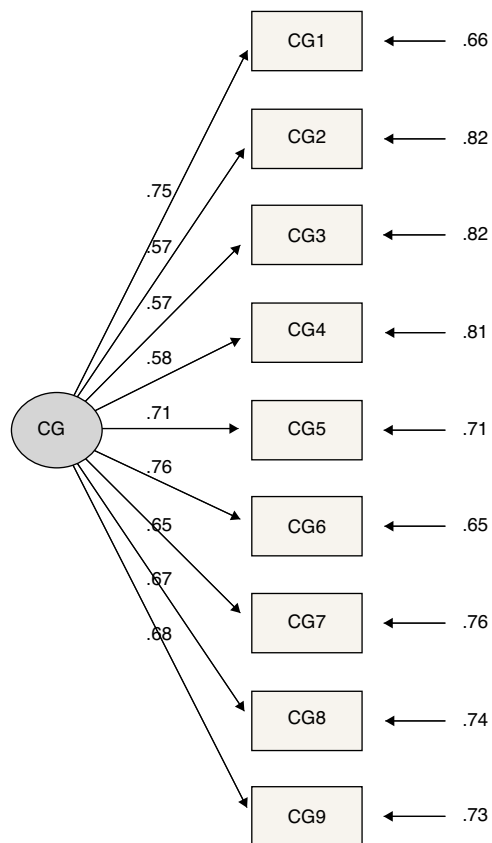 CG1
.66
CG2
.82
.75
CG3
.82
.57
.57
CG4
.81
.58
CG
.71
CG5
.71
.76
CG6
.65
.65
.67
CG7
.76
.68
CG8
.74
CG9
.73